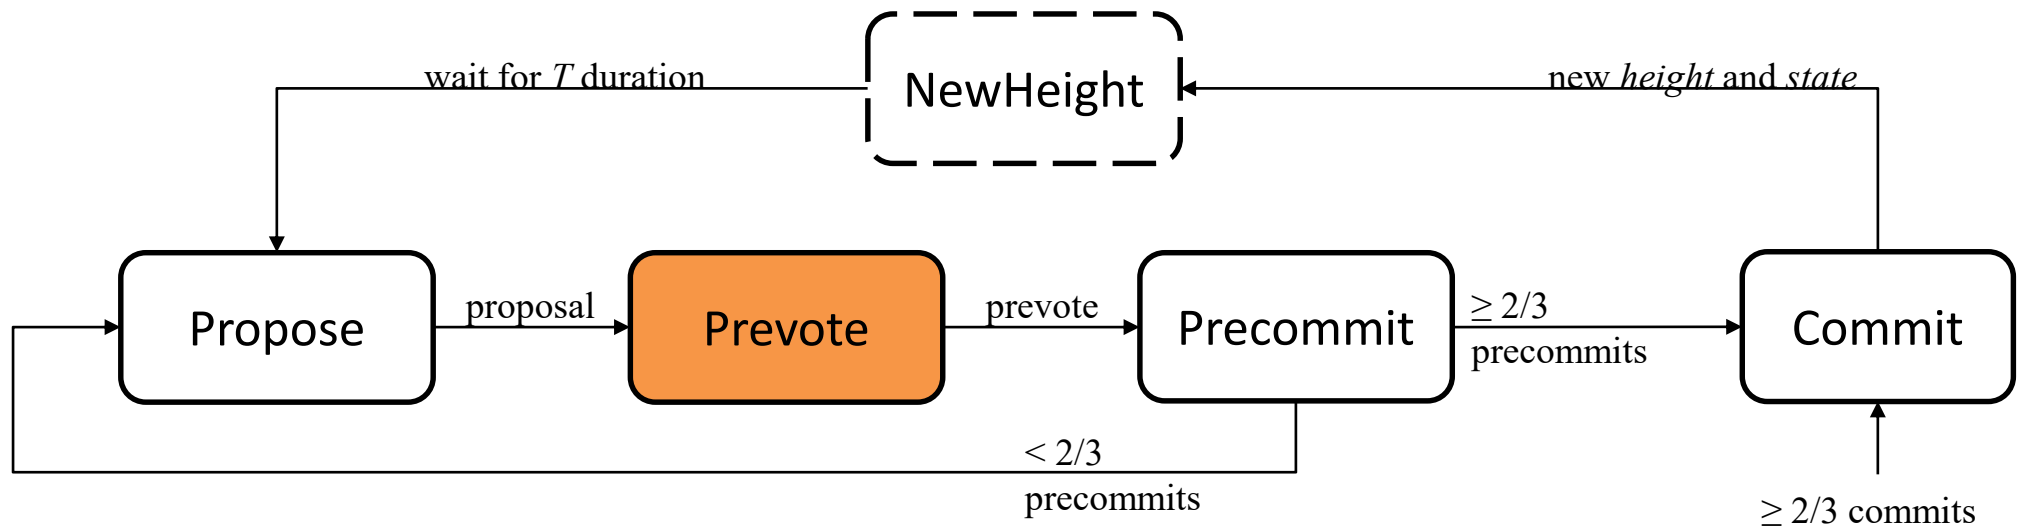 NewHeight
wait for T duration
new height and state
Propose
proposal
Prevote
prevote
Precommit
≥ 2/3
precommits
Commit
< 2/3
precommits
≥ 2/3 commits